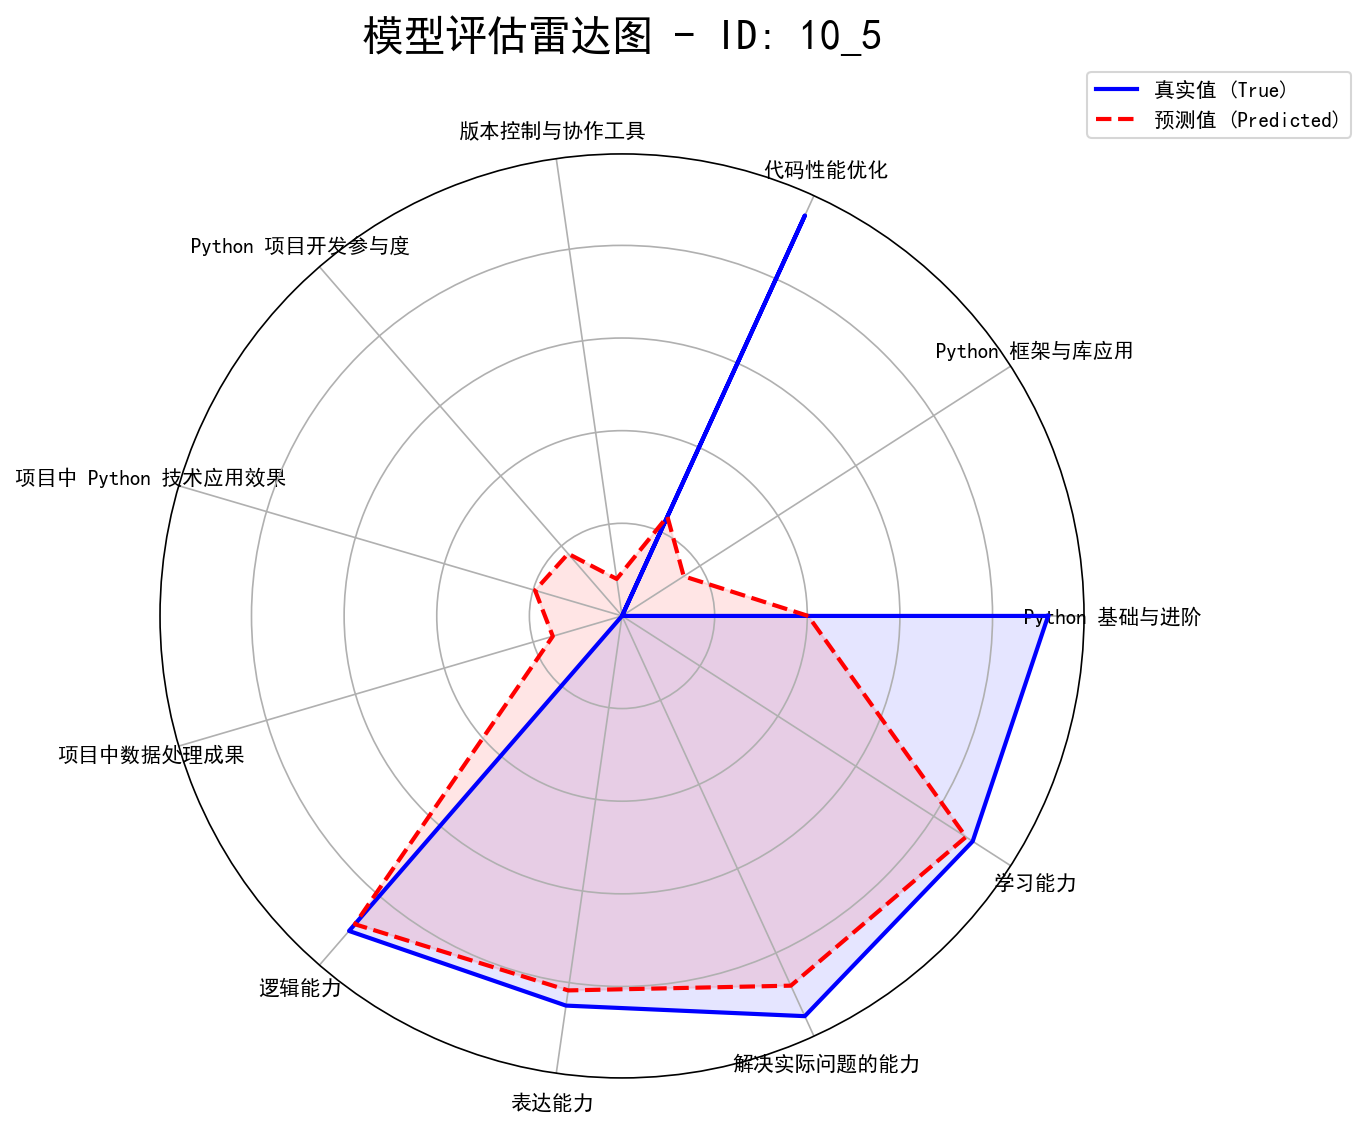 模型评估雷达图 - ID: 10_5
真实值 (True)
预测值 (Predicted)
版本控制与协作工具
代码性能优化
Python 项目开发参与度
Python 框架与库应用
项目中 Python 技术应用效果
Python 基础与进阶
项目中数据处理成果
学习能力
逻辑能力
解决实际问题的能力
表达能力